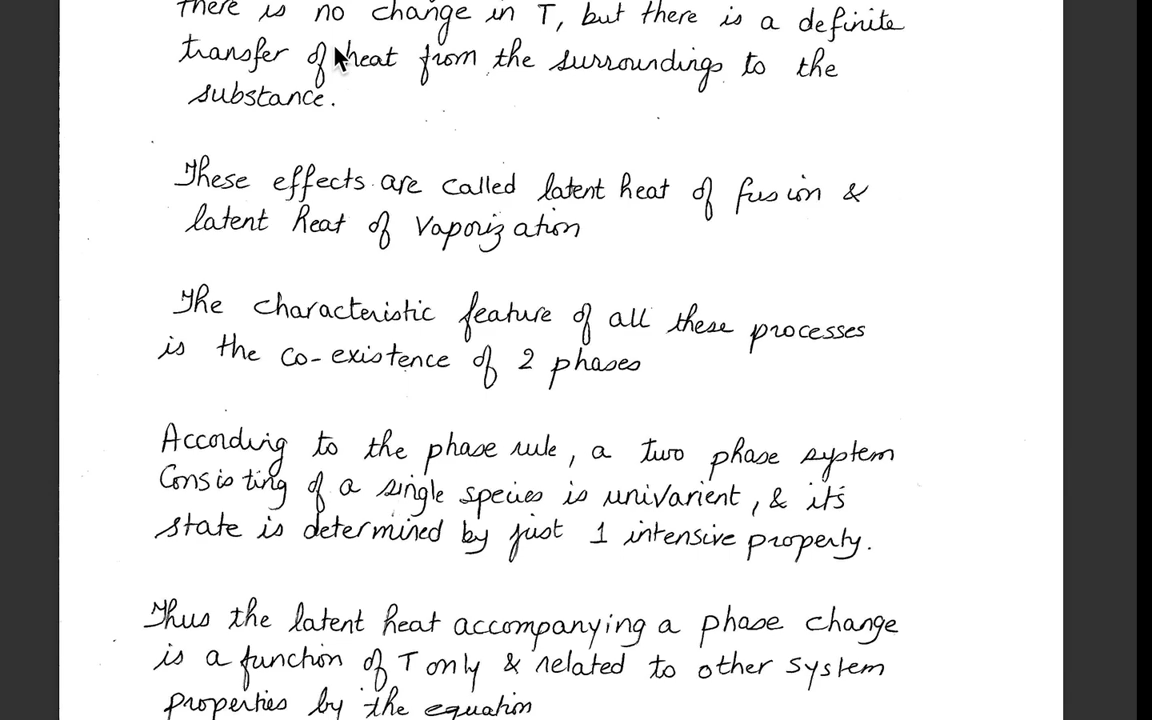 there is no change in T, but there is a definite
transfer of heat from the surroundings to the
substance.
These effects are called latent heat of fusion &
latent heat of Vaporization
The characteristic feature of all these processes
is the co-existence of 2 phases
According to the phase rule, a two phase system
Consisting of a single species is univarient, & it's
state is determined by just 1 intensive property.
Thus the latent heat accompanying a phase change
is a function of T only & related to other system
properties by the equation